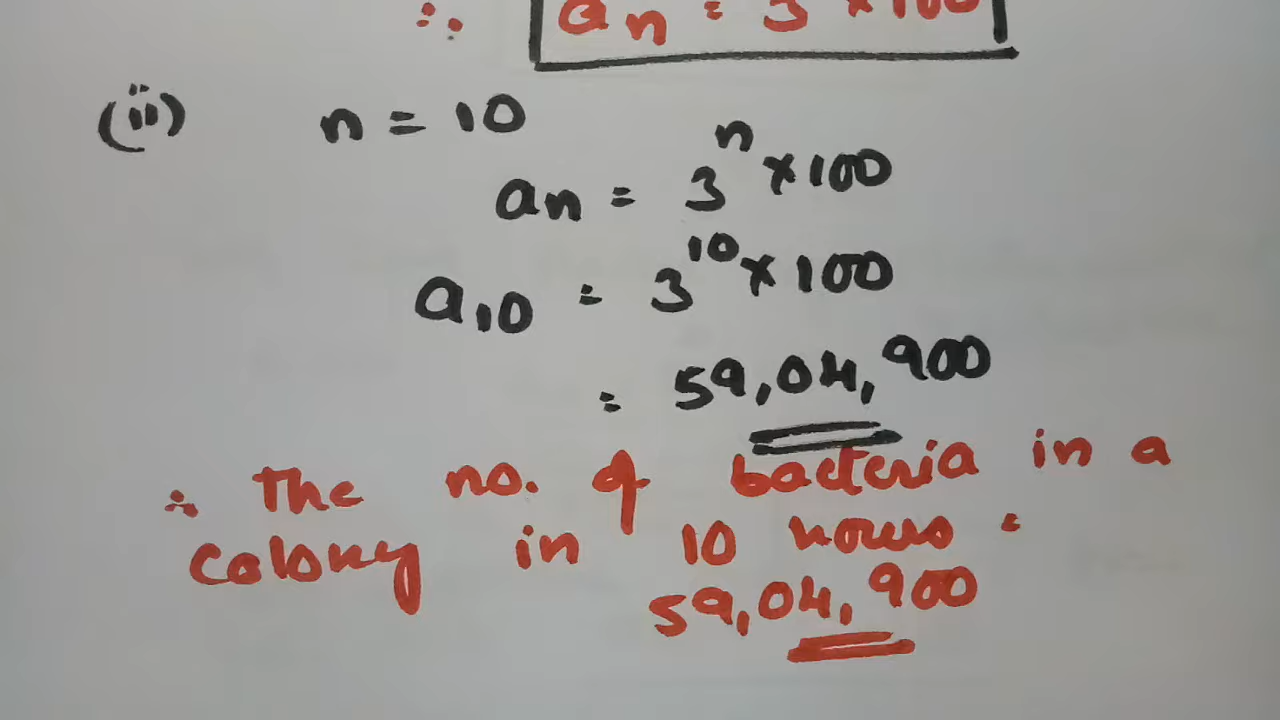 ∴ an = 3 × 100
(ii) n = 10
an = 3ⁿ × 100
a₁₀ = 3¹⁰ × 100
= 59,04,900
∴ The no. of bacteria in a
colony in 10 hours =
59,04,900